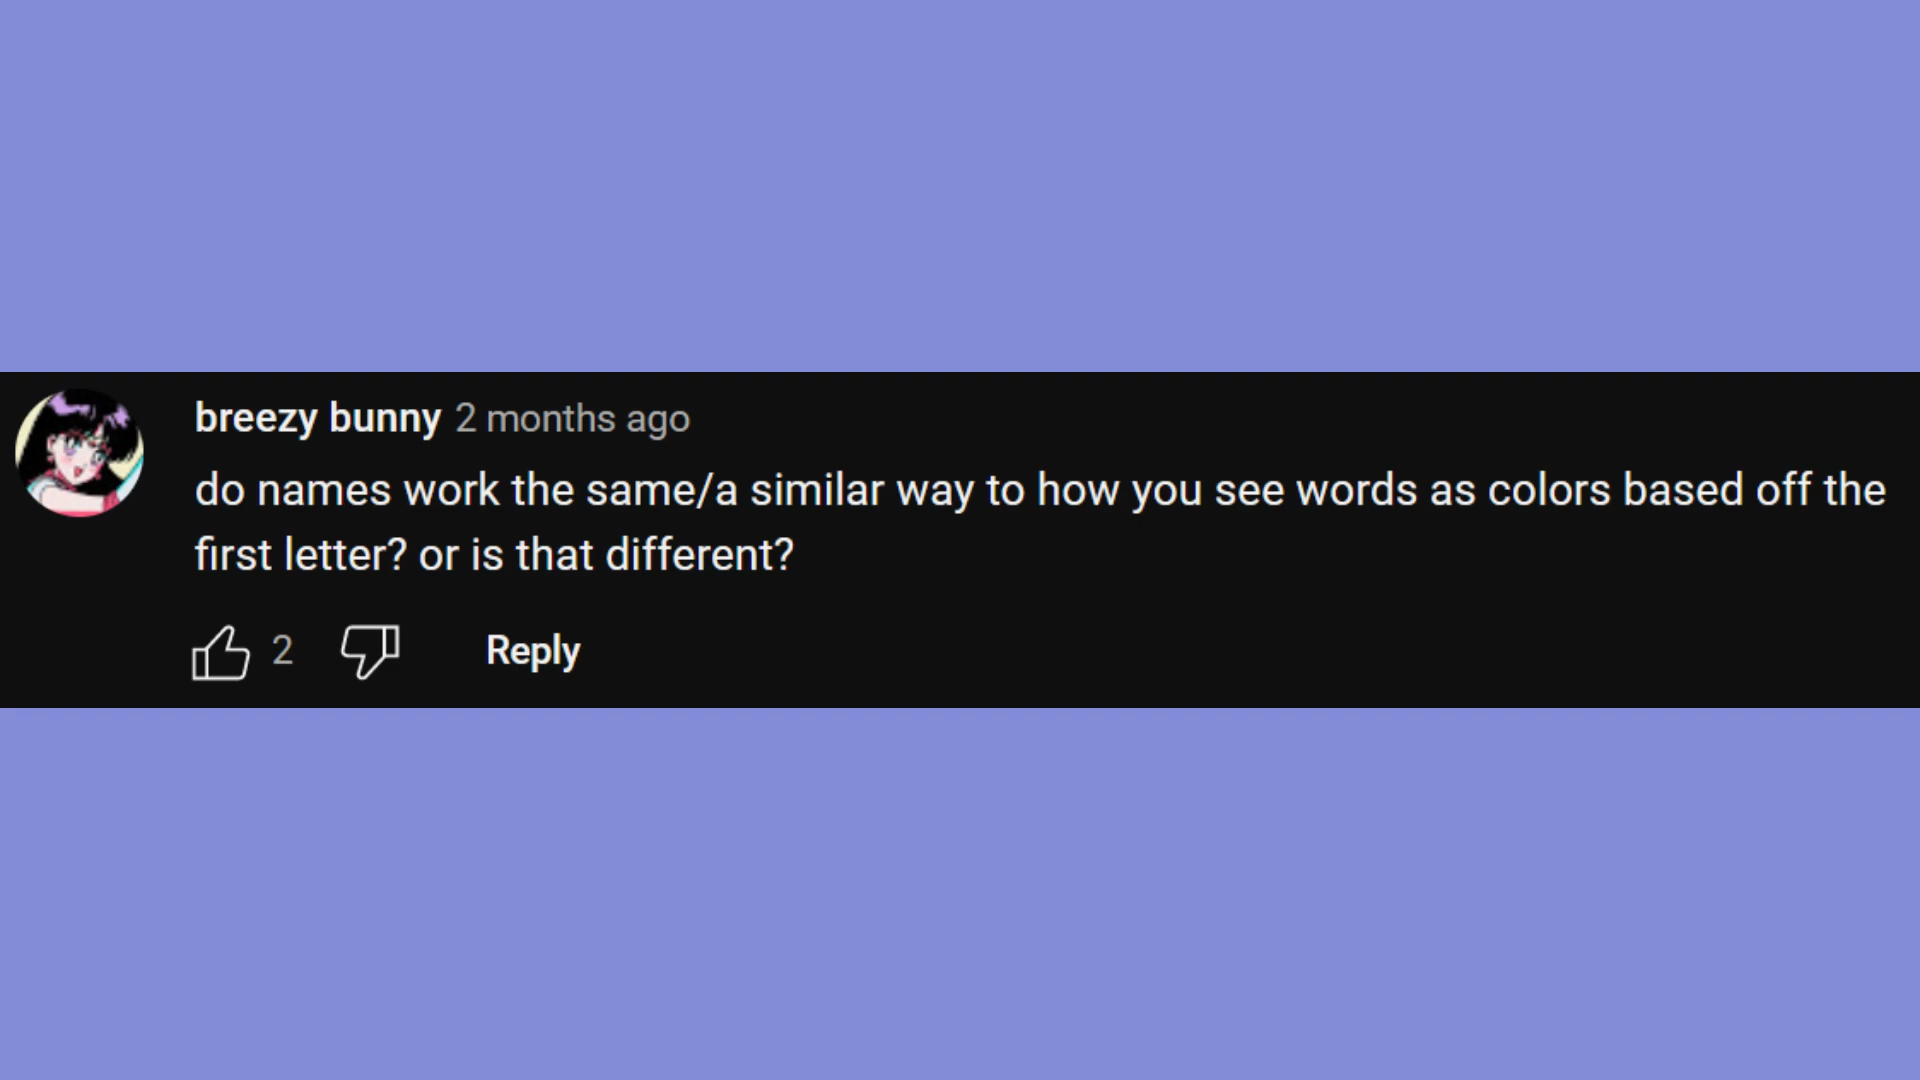 breezy bunny 2 months ago
do names work the same/a similar way to how you see words as colors based off the
first letter? or is that different?
2 Reply